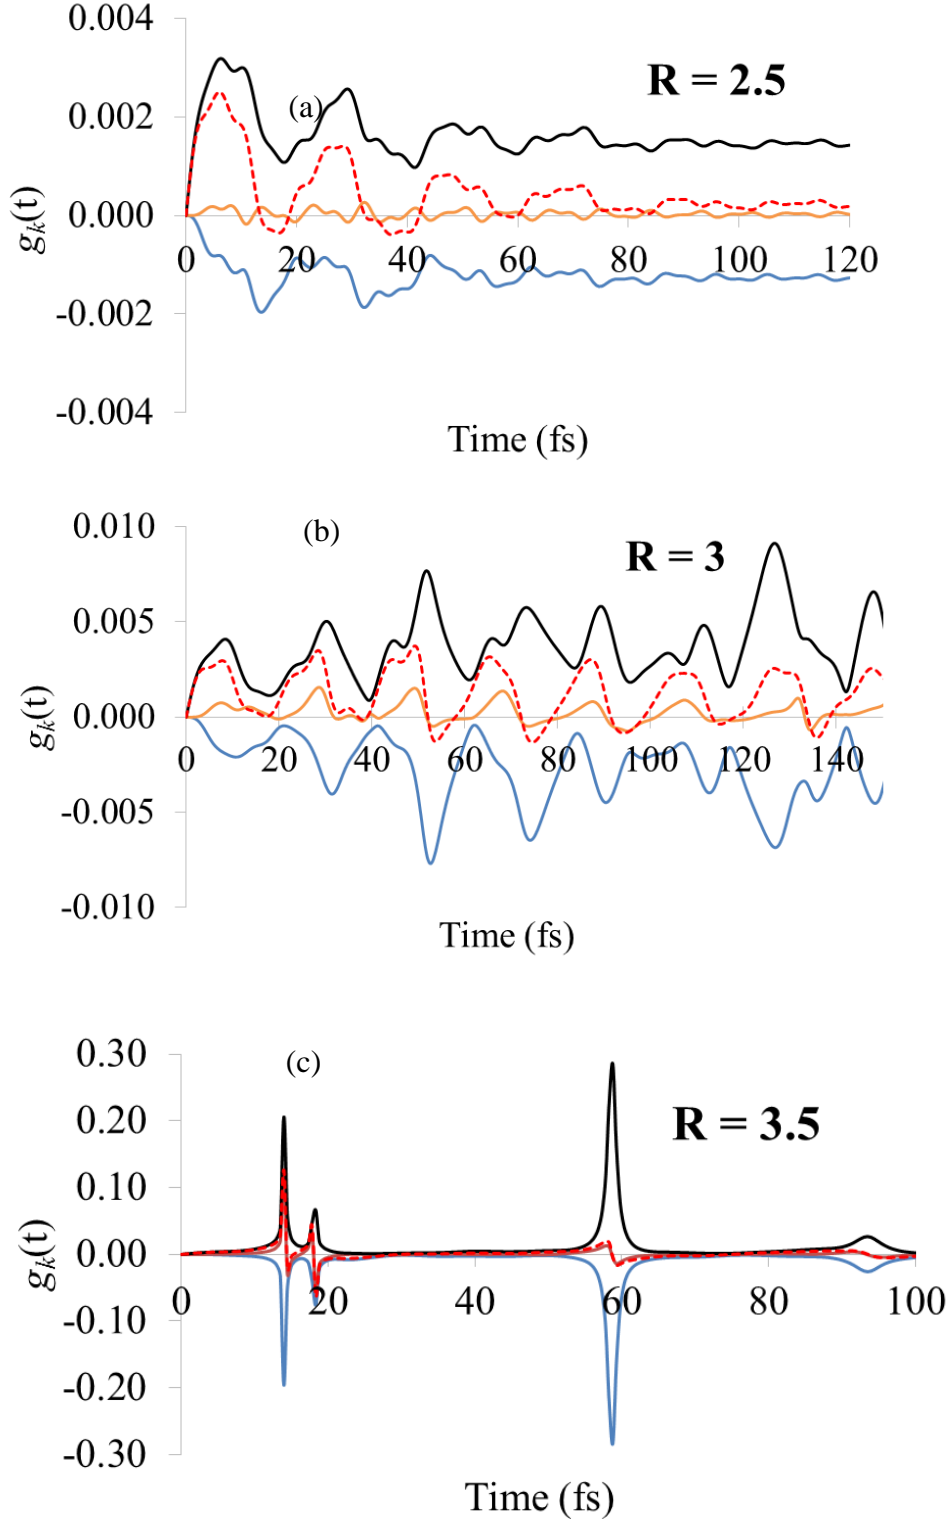 0.004
(a)
R = 2.5
0.002
0.000
gk(t)
0 20 40 60 80 100 120
-0.002
-0.004
Time (fs)
0.010
(b)
R = 3
0.005
0.000
gk(t)
0 20 40 60 80 100 120 140
-0.005
-0.010
Time (fs)
0.30
(c)
R = 3.5
0.20
0.10
0.00
gk(t)
0 20 40 60 80 100
-0.10
-0.20
-0.30
Time (fs)